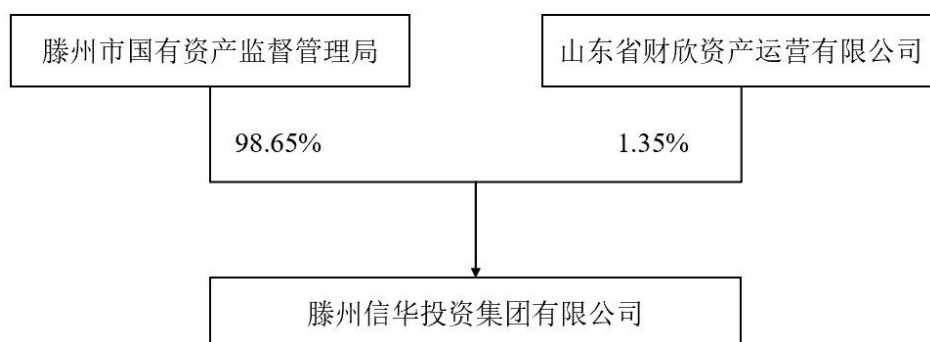 滕州市国有资产监督管理局
山东省财欣资产运营有限公司
98.65%
1.35%
滕州信华投资集团有限公司